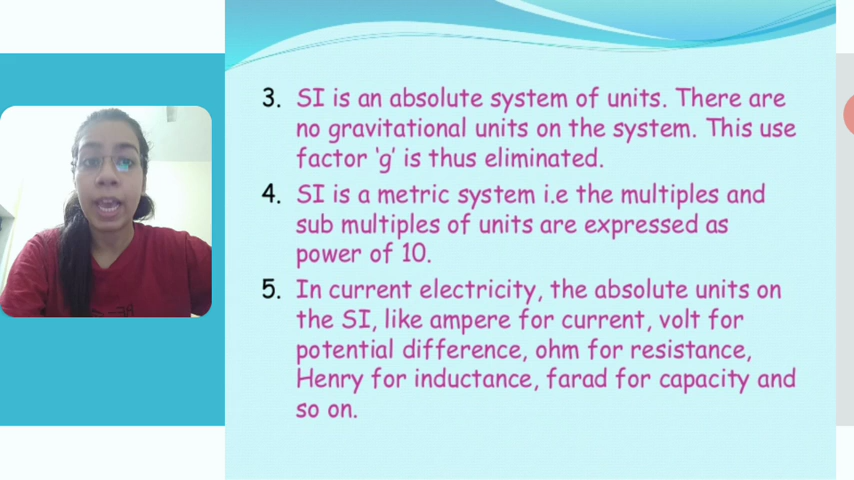 3. SI is an absolute system of units. There are
no gravitational units on the system. This use
factor ‘g’ is thus eliminated.
4. SI is a metric system i.e the multiples and
sub multiples of units are expressed as
power of 10.
5. In current electricity, the absolute units on
the SI, like ampere for current, volt for
potential difference, ohm for resistance,
Henry for inductance, farad for capacity and
so on.